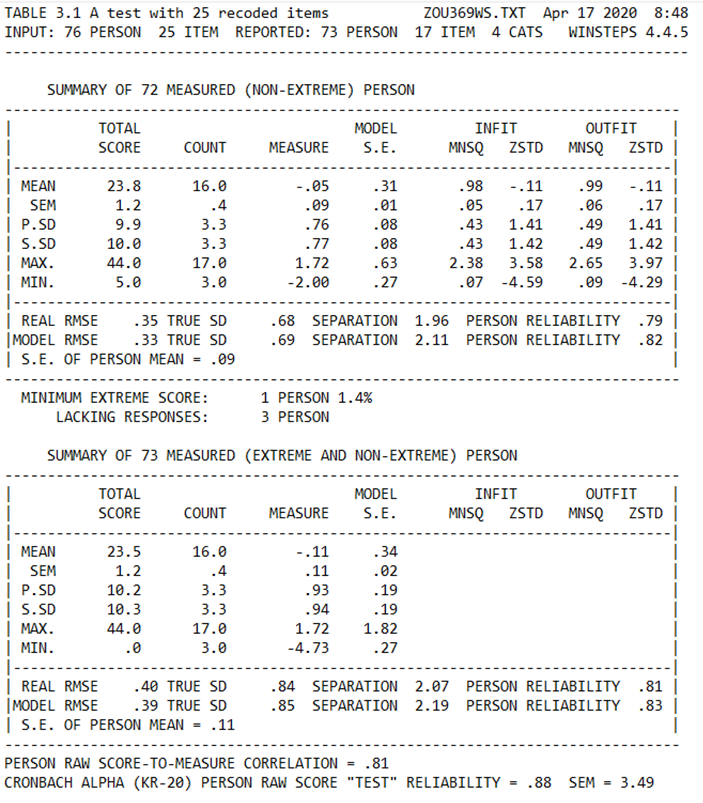 TABLE 3.1 A test with 25 recoded items ZOU369WS.TXT Apr 17 2020 8:48
INPUT: 76 PERSON 25 ITEM REPORTED: 73 PERSON 17 ITEM 4 CATS WINSTEPS 4.4.5
--------------------------------------------------------------------------------
SUMMARY OF 72 MEASURED (NON-EXTREME) PERSON
-------------------------------------------------------------------------------
| TOTAL MODEL INFIT OUTFIT |
| SCORE COUNT MEASURE S.E. MNSQ ZSTD MNSQ ZSTD |
|-----------------------------------------------------------------------------|
| MEAN 23.8 16.0 -.05 .31 .98 -.11 .99 -.11 |
| SEM 1.2 .4 .09 .01 .05 .17 .06 .17 |
| P.SD 9.9 3.3 .76 .08 .43 1.41 .49 1.41 |
| S.SD 10.0 3.3 .77 .08 .43 1.42 .49 1.42 |
| MAX. 44.0 17.0 1.72 .63 2.38 3.58 2.65 3.97 |
| MIN. 5.0 3.0 -2.00 .27 .07 -4.59 .09 -4.29 |
|-----------------------------------------------------------------------------|
| REAL RMSE .35 TRUE SD .68 SEPARATION 1.96 PERSON RELIABILITY .79 |
|MODEL RMSE .33 TRUE SD .69 SEPARATION 2.11 PERSON RELIABILITY .82 |
| S.E. OF PERSON MEAN = .09 |
-------------------------------------------------------------------------------
MINIMUM EXTREME SCORE: 1 PERSON 1.4%
LACKING RESPONSES: 3 PERSON
SUMMARY OF 73 MEASURED (EXTREME AND NON-EXTREME) PERSON
-------------------------------------------------------------------------------
| TOTAL MODEL INFIT OUTFIT |
| SCORE COUNT MEASURE S.E. MNSQ ZSTD MNSQ ZSTD |
|-----------------------------------------------------------------------------|
| MEAN 23.5 16.0 -.11 .34 |
| SEM 1.2 .4 .11 .02 |
| P.SD 10.2 3.3 .93 .19 |
| S.SD 10.3 3.3 .94 .19 |
| MAX. 44.0 17.0 1.72 1.82 |
| MIN. .0 3.0 -4.73 .27 |
|-----------------------------------------------------------------------------|
| REAL RMSE .40 TRUE SD .84 SEPARATION 2.07 PERSON RELIABILITY .81 |
|MODEL RMSE .39 TRUE SD .85 SEPARATION 2.19 PERSON RELIABILITY .83 |
| S.E. OF PERSON MEAN = .11 |
-------------------------------------------------------------------------------
PERSON RAW SCORE-TO-MEASURE CORRELATION = .81
CRONBACH ALPHA (KR-20) PERSON RAW SCORE "TEST" RELIABILITY = .88 SEM = 3.49